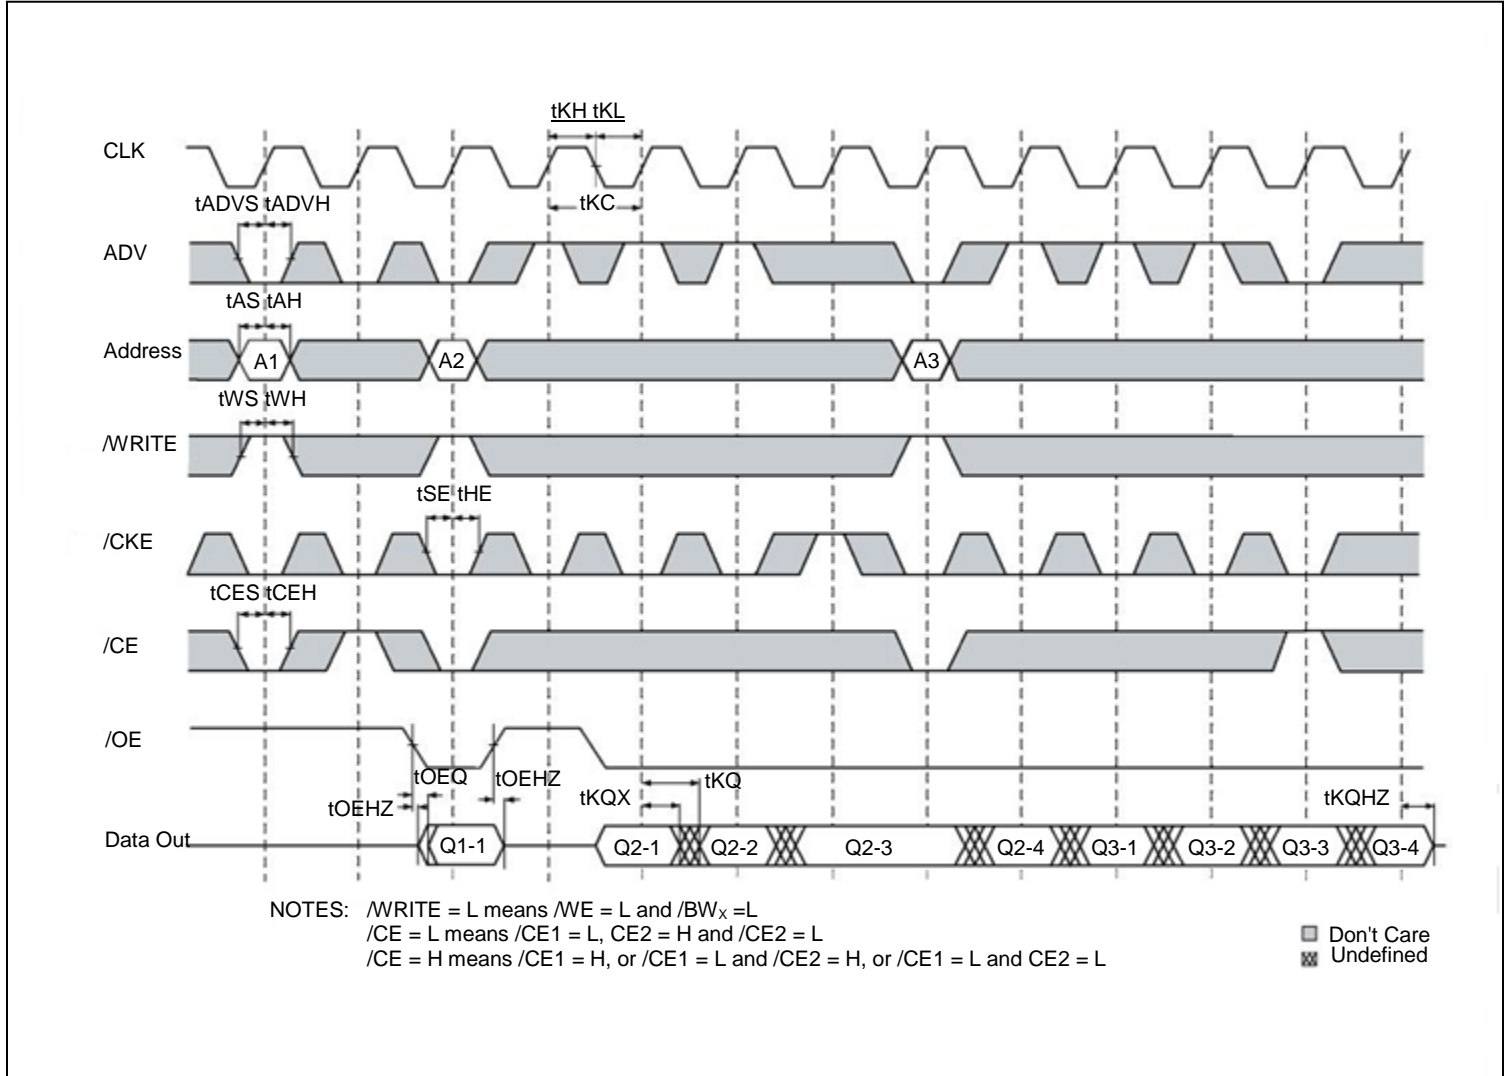 tKH tKL
CLK
tKC
tADVS tADVH
ADV
tAS tAH
Address A1 A2 A3
tWS tWH
/WRITE
tSE tHE
/CKE
tCES tCEH
/CE
/OE
tOEQ tOEHZ tKQ
tOEHZ tKQX tKQHZ
Data Out Q1-1 Q2-1 Q2-2 Q2-3 Q2-4 Q3-1 Q3-2 Q3-3 Q3-4
NOTES: /WRITE = L means /WE = L and /BWX =L
/CE = L means /CE1 = L, CE2 = H and /CE2 = L
/CE = H means /CE1 = H, or /CE1 = L and /CE2 = H, or /CE1 = L and CE2 = L
Don't Care
Undefined